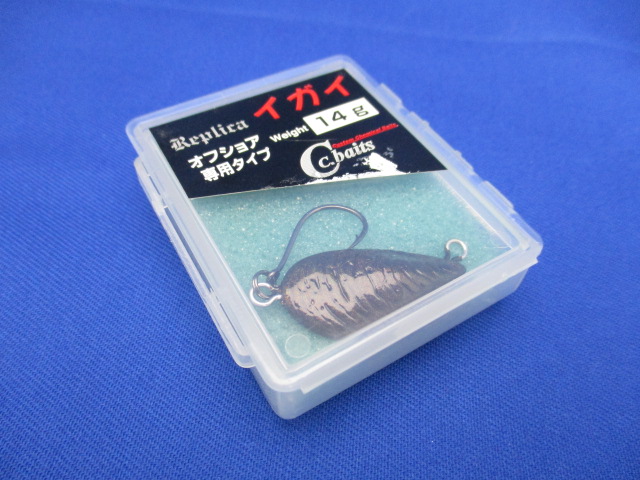 Replica イガイ
オフショア
専用タイプ
Weight 14g
C.baits